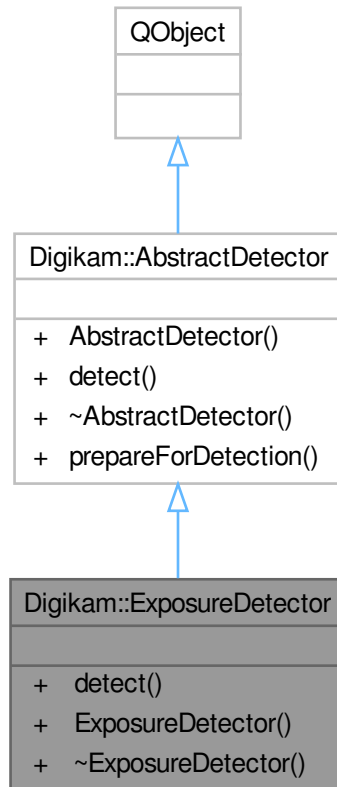 QObject
Digikam::AbstractDetector
+ AbstractDetector()
+ detect()
+ ~AbstractDetector()
+ prepareForDetection()
Digikam::ExposureDetector
+ detect()
+ ExposureDetector()
+ ~ExposureDetector()